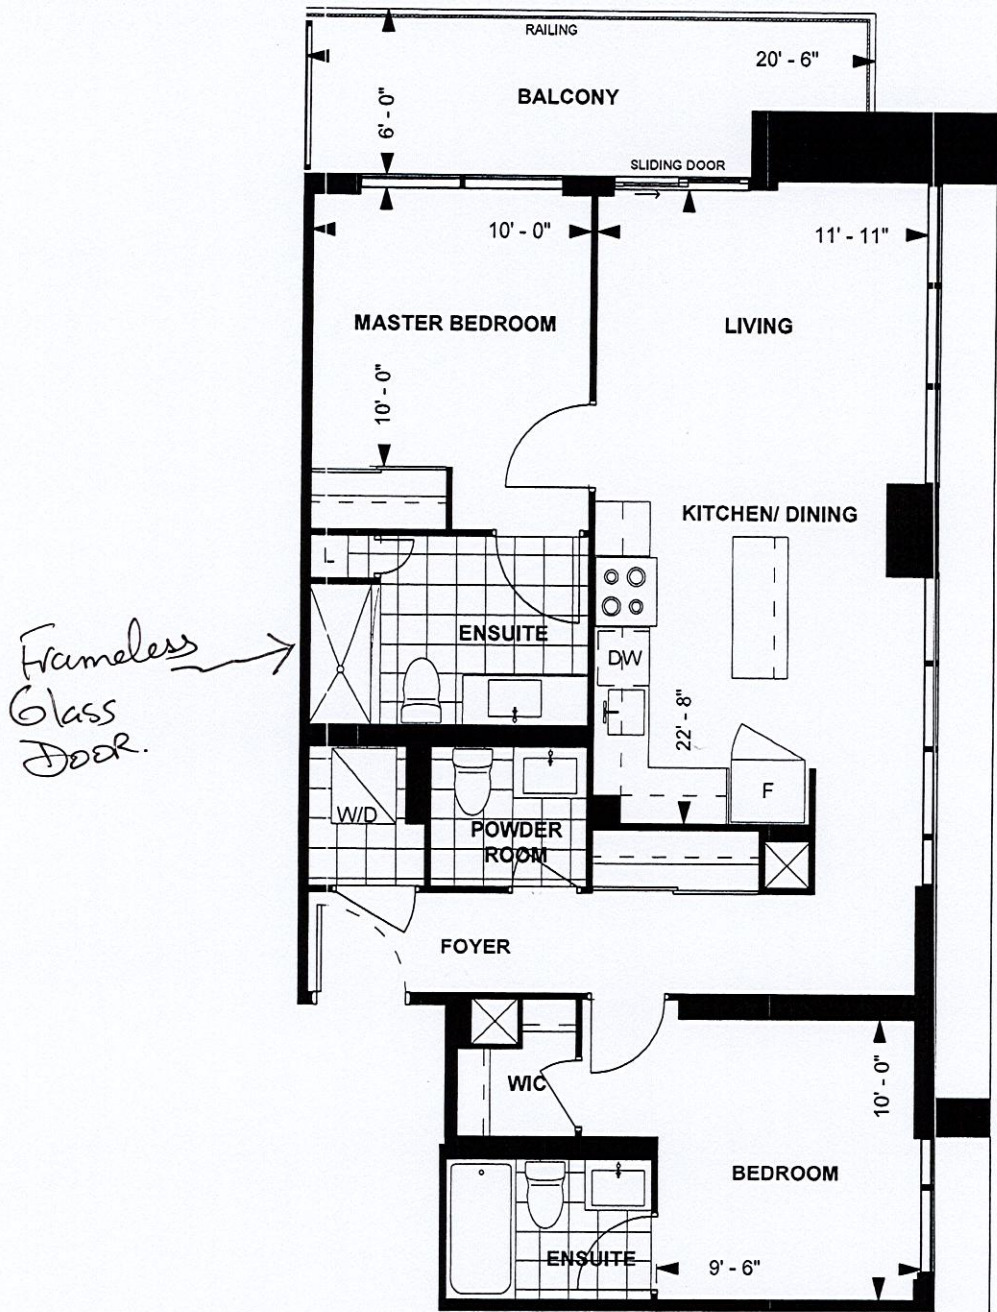 RAILING
20' - 6"
BALCONY
6' - 0"
SLIDING DOOR
10' - 0"
11' - 11"
MASTER BEDROOM
LIVING
10' - 0"
KITCHEN/ DINING
L
ENSUITE
DW
Frameless
Glass
Door.
22' - 8"
F
W/D
POWDER
ROOM
FOYER
WIC
10' - 0"
BEDROOM
ENSUITE
9' - 6"